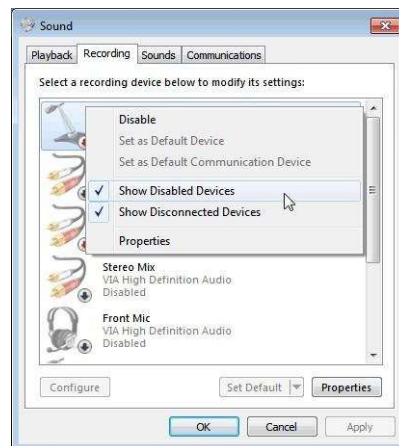 Sound
Playback Recording Sounds Communications
Select a recording device below to modify its settings:
Disable
Set as Default Device
Set as Default Communication Device
Show Disabled Devices
Show Disconnected Devices
Properties
Stereo Mix
VIA High Definition Audio
Disabled
Front Mic
VIA High Definition Audio
Disabled
Configure Set Default Properties
OK Cancel Apply